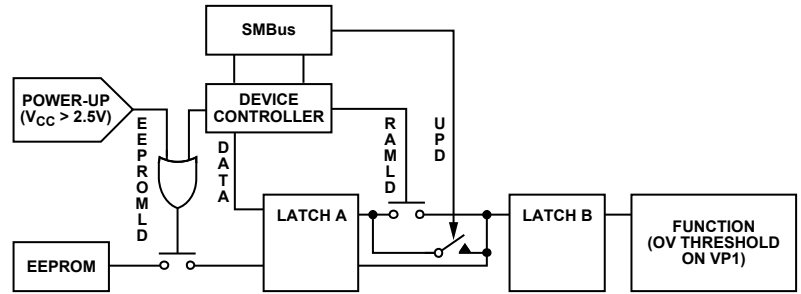 SMBus
POWER-UP
(VCC > 2.5V)
DEVICE
CONTROLLER
EEPROMLD
DATA
RAMLD
UPD
LATCH A
LATCH B
FUNCTION
(OV THRESHOLD
ON VP1)
EEPROM